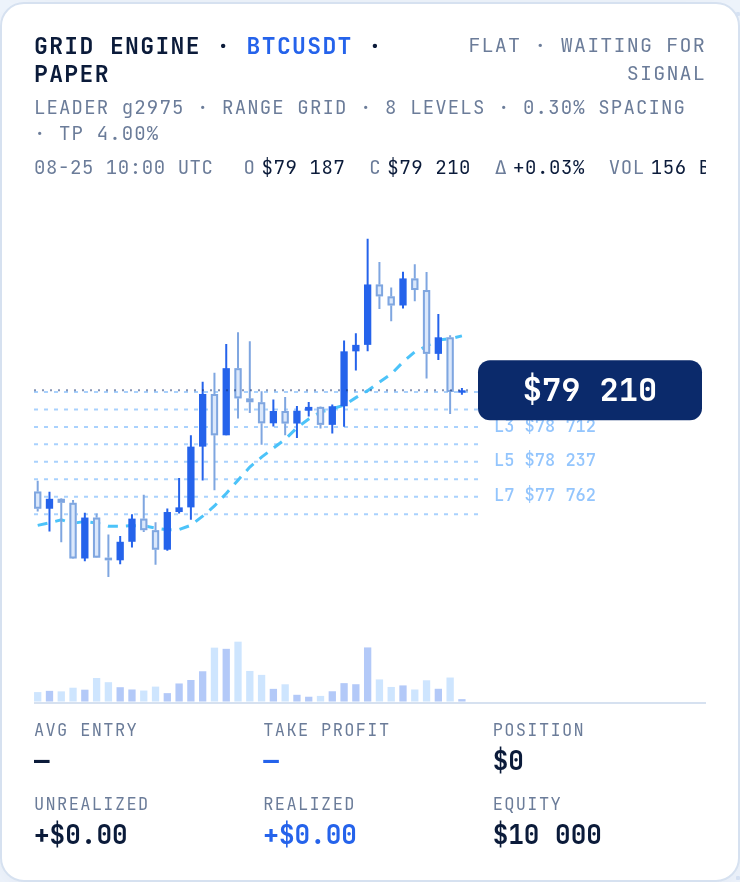 GRID ENGINE · BTCUSDT · PAPER
FLAT · WAITING FOR SIGNAL
LEADER g2975 · RANGE GRID · 8 LEVELS · 0.30% SPACING
· TP 4.00%
08-25 10:00 UTC O $79 187 C $79 210 Δ +0.03% VOL 156
$79 210
L3 $78 712
L5 $78 237
L7 $77 762
AVG ENTRY TAKE PROFIT POSITION
— — $0
UNREALIZED REALIZED EQUITY
+$0.00 +$0.00 $10 000